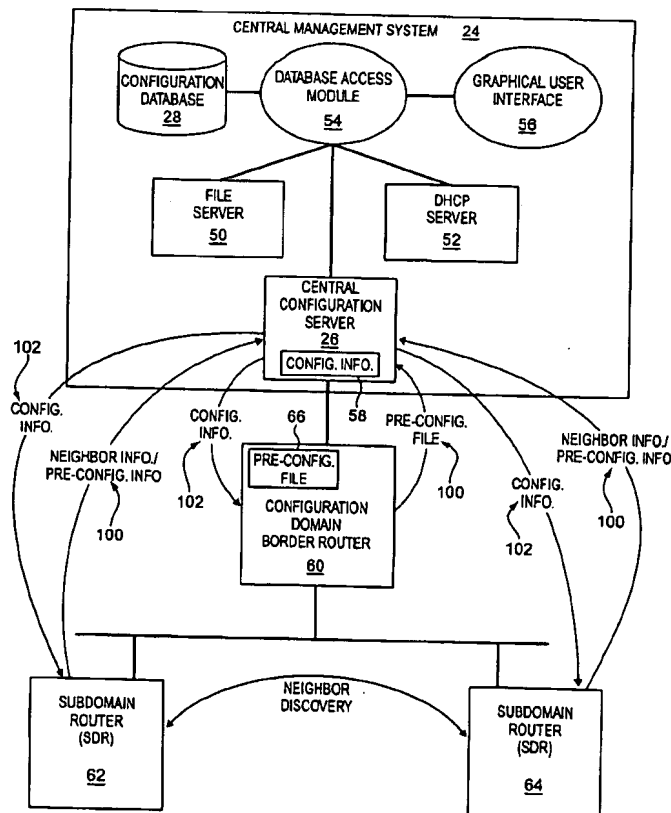 CENTRAL MANAGEMENT SYSTEM 24
CONFIGURATION
DATABASE
28
DATABASE ACCESS
MODULE
54
GRAPHICAL USER
INTERFACE
56
FILE
SERVER
50
DHCP
SERVER
52
CENTRAL
CONFIGURATION
SERVER
26
CONFIG. INFO.
58
102
CONFIG.
INFO.
NEIGHBOR INFO./
PRE-CONFIG. INFO
100
CONFIG.
INFO.
102
66
PRE-CONFIG.
FILE
CONFIGURATION
DOMAIN
BORDER ROUTER
60
PRE-CONFIG.
FILE
100
CONFIG.
INFO.
102
NEIGHBOR INFO./
PRE-CONFIG. INFO
100
SUBDOMAIN
ROUTER
(SDR)
62
NEIGHBOR
DISCOVERY
SUBDOMAIN
ROUTER
(SDR)
64